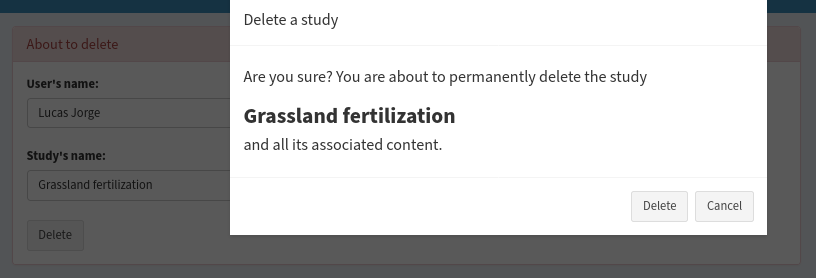 Delete a study
About to delete
User's name:
Lucas Jorge
Study's name:
Grassland fertilization
Delete
Are you sure? You are about to permanently delete the study
Grassland fertilization
and all its associated content.
Delete
Cancel